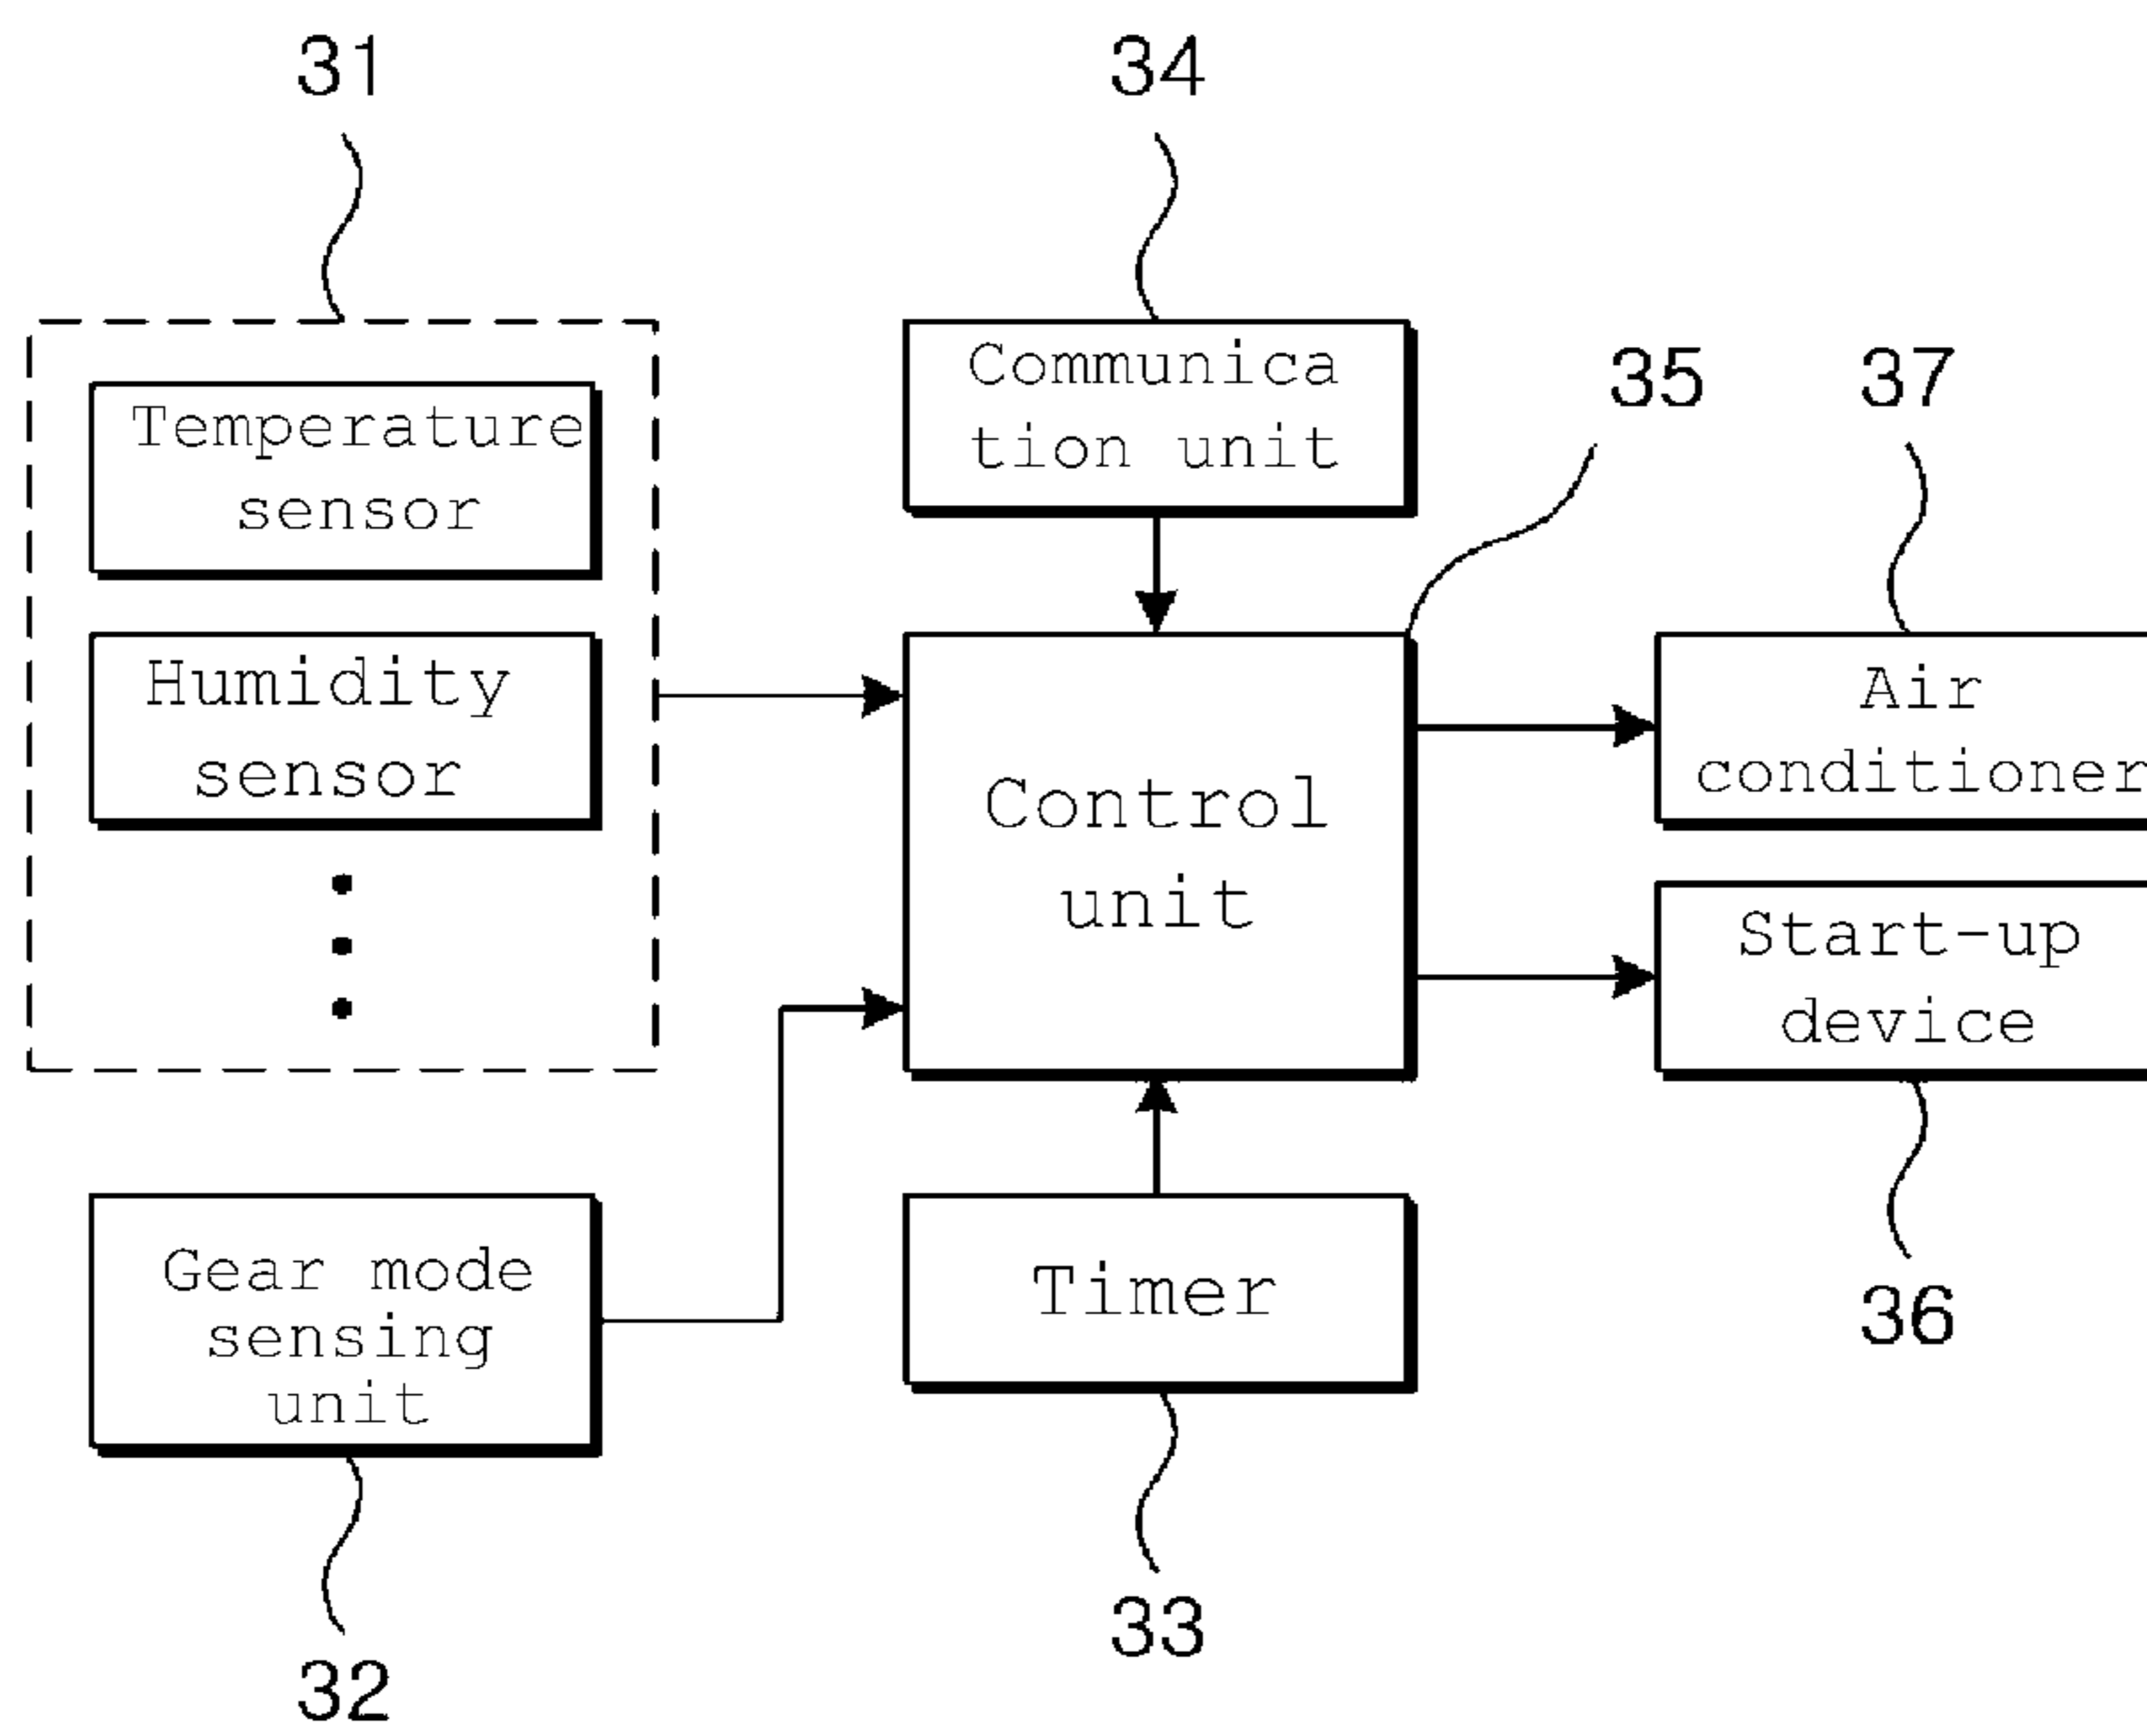 31
34
35
37
Temperature
sensor
Humidity
sensor
Communica
tion unit
Control
unit
Air
conditioner
Start-up
device
Gear mode
sensing
unit
Timer
36
33
32